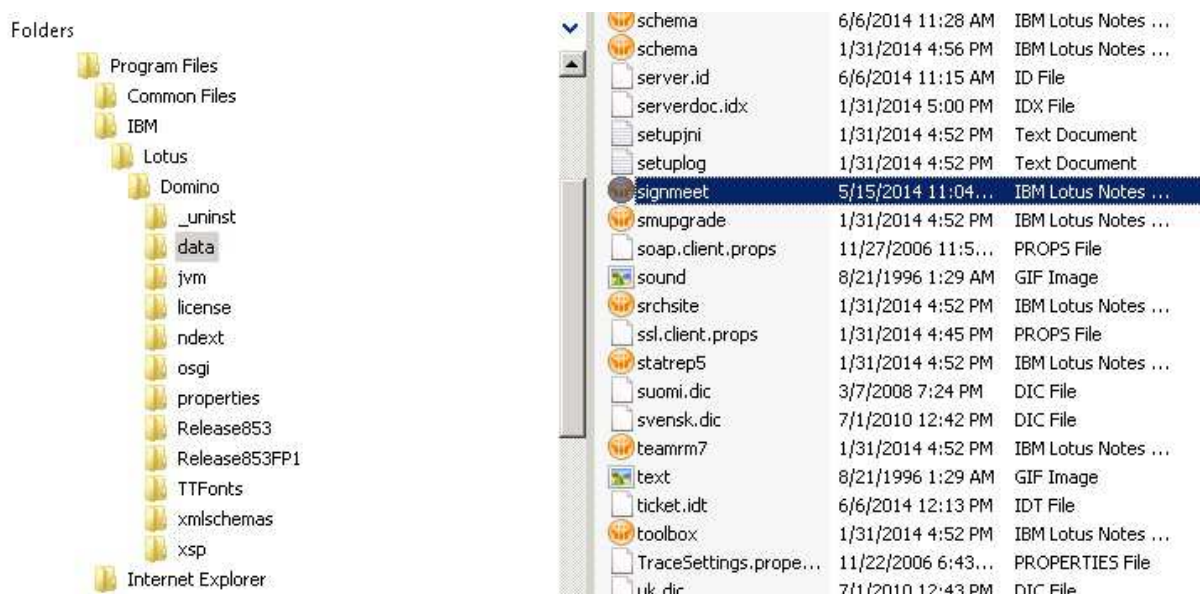 Folders
Program Files
Common Files
IBM
Lotus
Domino
_uninst
data
jvm
license
ndext
osgi
properties
Release853
Release853FP1
TTFonts
xmlschemas
xsp
Internet Explorer
schema 6/6/2014 11:28 AM IBM Lotus Notes ...
schema 1/31/2014 4:56 PM IBM Lotus Notes ...
server.id 6/6/2014 11:15 AM ID File
serverdoc.idx 1/31/2014 5:00 PM IDX File
setupjni 1/31/2014 4:52 PM Text Document
setuplog 1/31/2014 4:52 PM Text Document
signmeet 5/15/2014 11:04... IBM Lotus Notes ...
smupgrade 1/31/2014 4:52 PM IBM Lotus Notes ...
soap.client.props 11/27/2006 11:5... PROPS File
sound 8/21/1996 1:29 AM GIF Image
srchsite 1/31/2014 4:52 PM IBM Lotus Notes ...
ssl.client.props 1/31/2014 4:45 PM PROPS File
statrep5 1/31/2014 4:52 PM IBM Lotus Notes ...
suomi.dic 3/7/2008 7:24 PM DIC File
svensk.dic 7/1/2010 12:42 PM DIC File
teamrm7 1/31/2014 4:52 PM IBM Lotus Notes ...
text 8/21/1996 1:29 AM GIF Image
ticket.idt 6/6/2014 12:13 PM IDT File
toolbox 1/31/2014 4:52 PM IBM Lotus Notes ...
TraceSettings.prope... 11/22/2006 6:43... PROPERTIES File
uk.dic 7/1/2010 12:43 PM DIC File